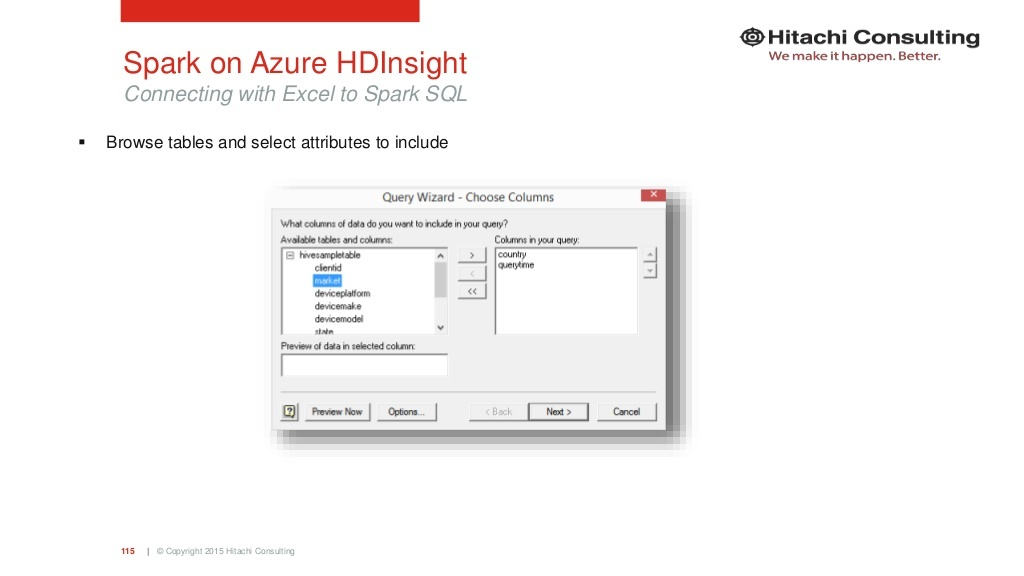 Hitachi Consulting
We make it happen. Better.
Spark on Azure HDInsight
Connecting with Excel to Spark SQL
▪ Browse tables and select attributes to include
Query Wizard - Choose Columns
What columns of data do you want to include in your query?
Available tables and columns:
Columns in your query:
hivesampletable
clientid
market
deviceplatform
devicemake
devicemodel
state
>
<
<<
country
querytime
Preview of data in selected column:
Preview Now
Options...
< Back
Next >
Cancel
115 | © Copyright 2015 Hitachi Consulting